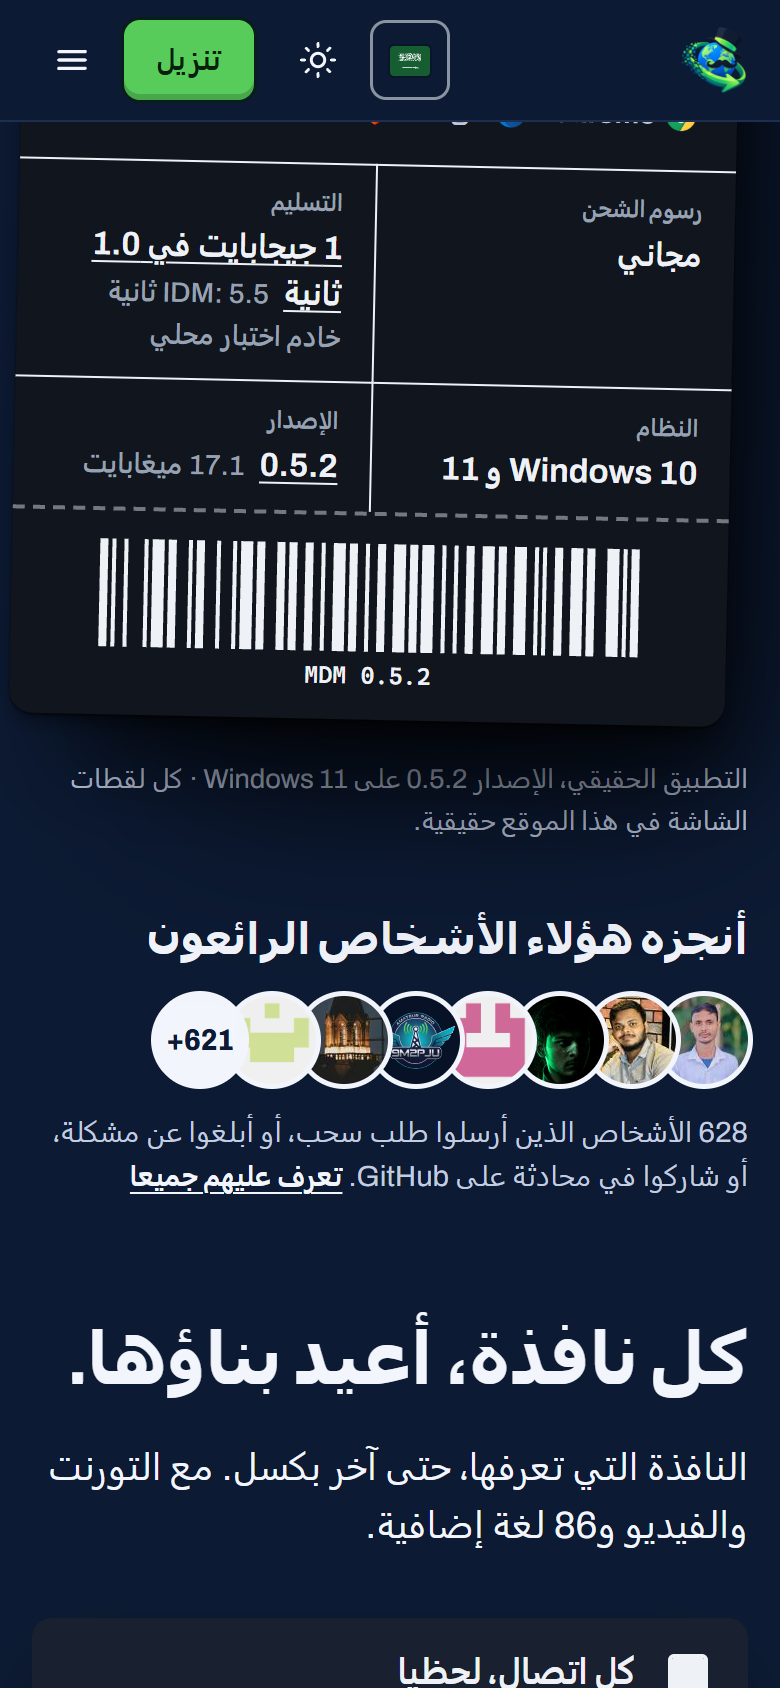 تنزيل
رسوم الشحن
مجاني
التسليم
1 جيجابايت في 1.0
ثانية IDM: 5.5 ثانية
خادم اختبار محلي
النظام
Windows 10 و 11
الإصدار
0.5.2 17.1 ميغابايت
MDM 0.5.2
التطبيق الحقيقي، الإصدار 0.5.2 على Windows 11 · كل لقطات
الشاشة في هذا الموقع حقيقية.
أنجزه هؤلاء الأشخاص الرائعون
9M2PJU
+621
628 الأشخاص الذين أرسلوا طلب سحب، أو أبلغوا عن مشكلة،
أو شاركوا في محادثة على GitHub. تعرف عليهم جميعا
كل نافذة، أعيد بناؤها.
النافذة التي تعرفها، حتى آخر بكسل. مع التورنت
والفيديو و86 لغة إضافية.
كل اتصال، لحظيا